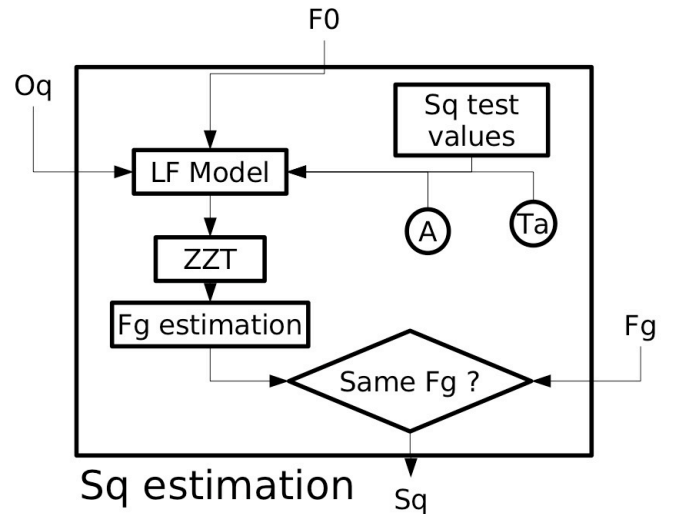 F0
Oq
Sq test
values
LF Model
A
Ta
ZZT
Fg estimation
Fg
Same Fg ?
Sq estimation
Sq